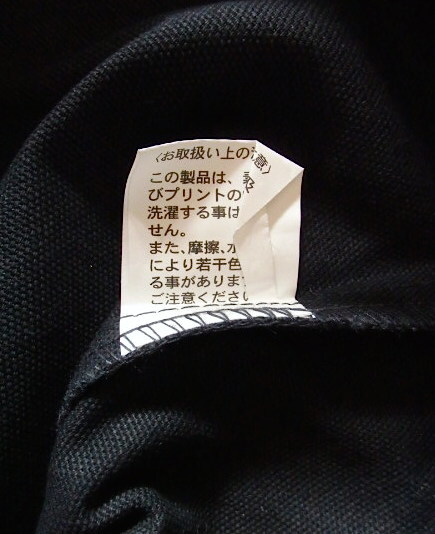 〈お取扱い上の注意〉
この製品は、
びプリントの
洗濯する事は
せん。
また、摩擦、水
により若干色
る事がありま
ご注意ください